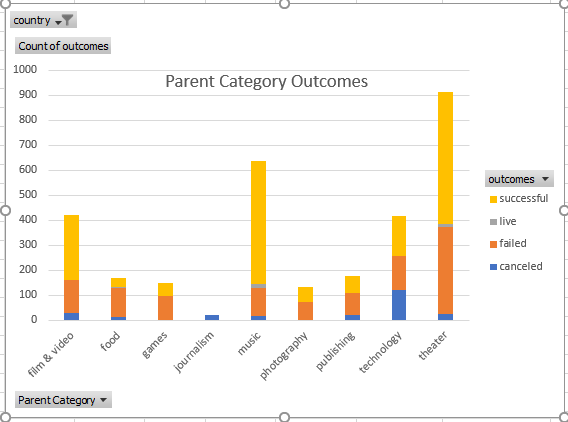 country
Count of outcomes
Parent Category Outcomes
1000
900
800
700
600
500
400
300
200
100
0
film & video
food
games
journalism
music
photography
publishing
technology
theater
outcomes
successful
live
failed
canceled
Parent Category